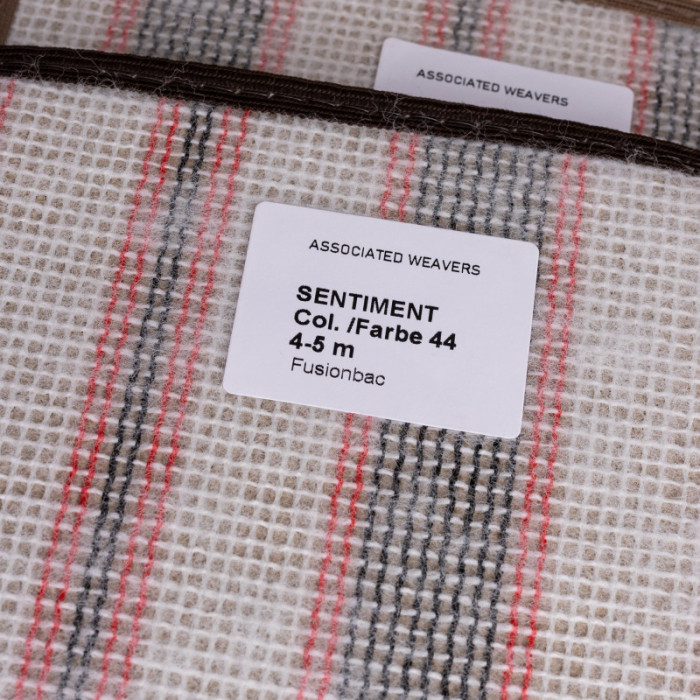 ASSOCIATED WEAVERS
ASSOCIATED WEAVERS
SENTIMENT
Col. /Farbe 44
4-5 m
Fusionbac